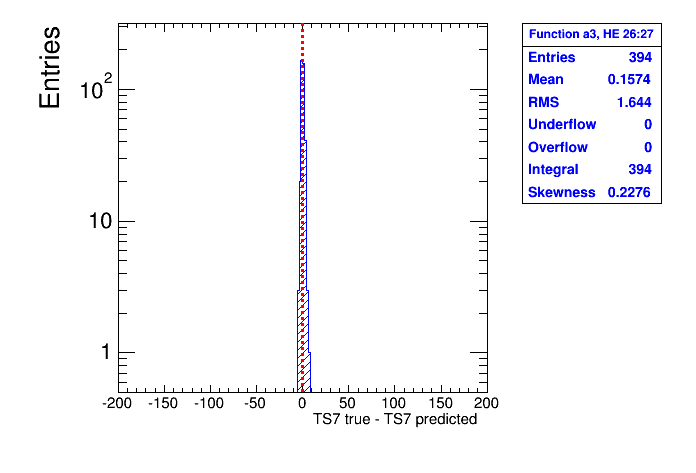 Entries
10²
10
1
-200 -150 -100 -50 0 50 100 150 200
TS7 true - TS7 predicted
Function a3, HE 26:27
Entries 394
Mean 0.1574
RMS 1.644
Underflow 0
Overflow 0
Integral 394
Skewness 0.2276